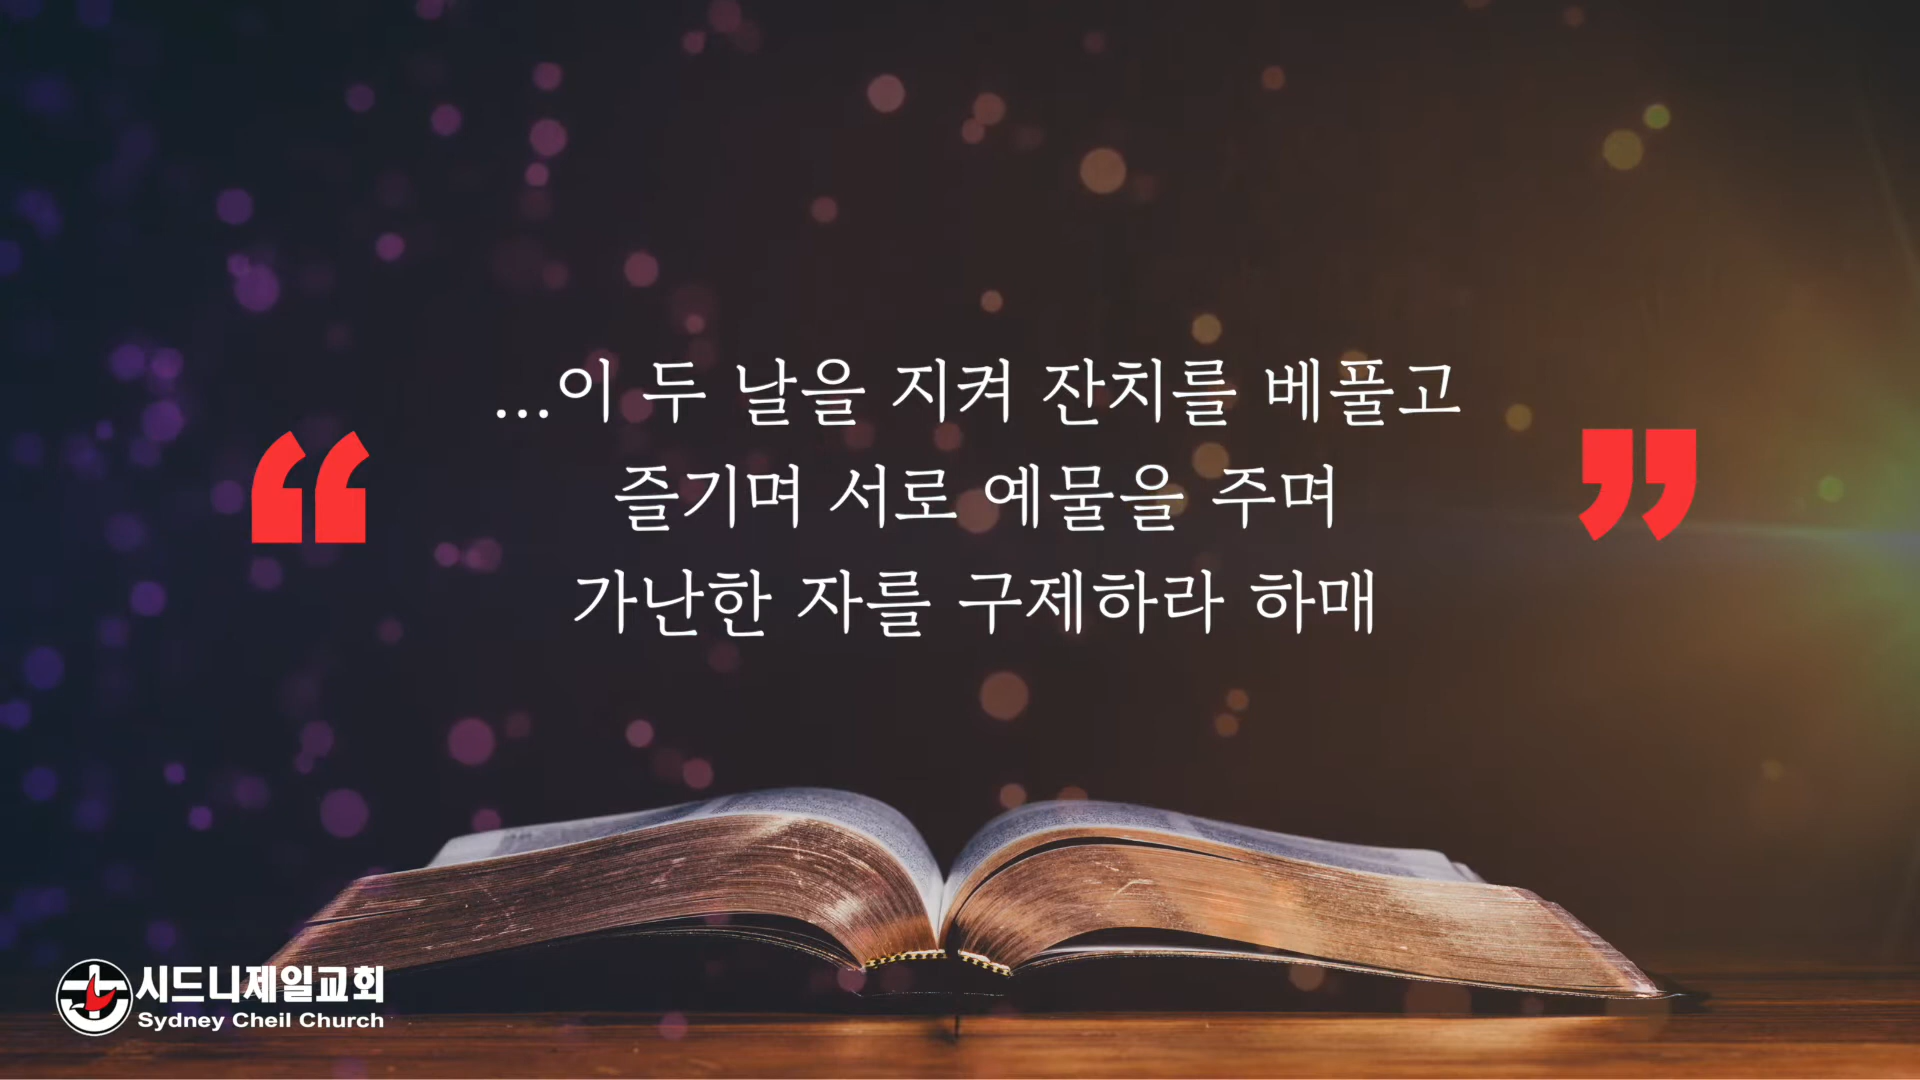 …이 두 날을 지켜 잔치를 베풀고
즐기며 서로 예물을 주며
가난한 자를 구제하라 하매
시드니제일교회
Sydney Cheil Church